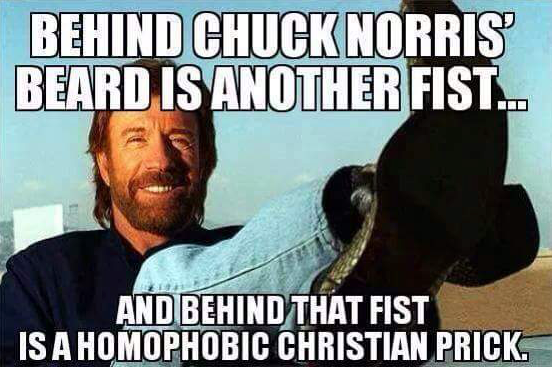 BEHIND CHUCK NORRIS'
BEARD IS ANOTHER FIST...
AND BEHIND THAT FIST
IS A HOMOPHOBIC CHRISTIAN PRICK.